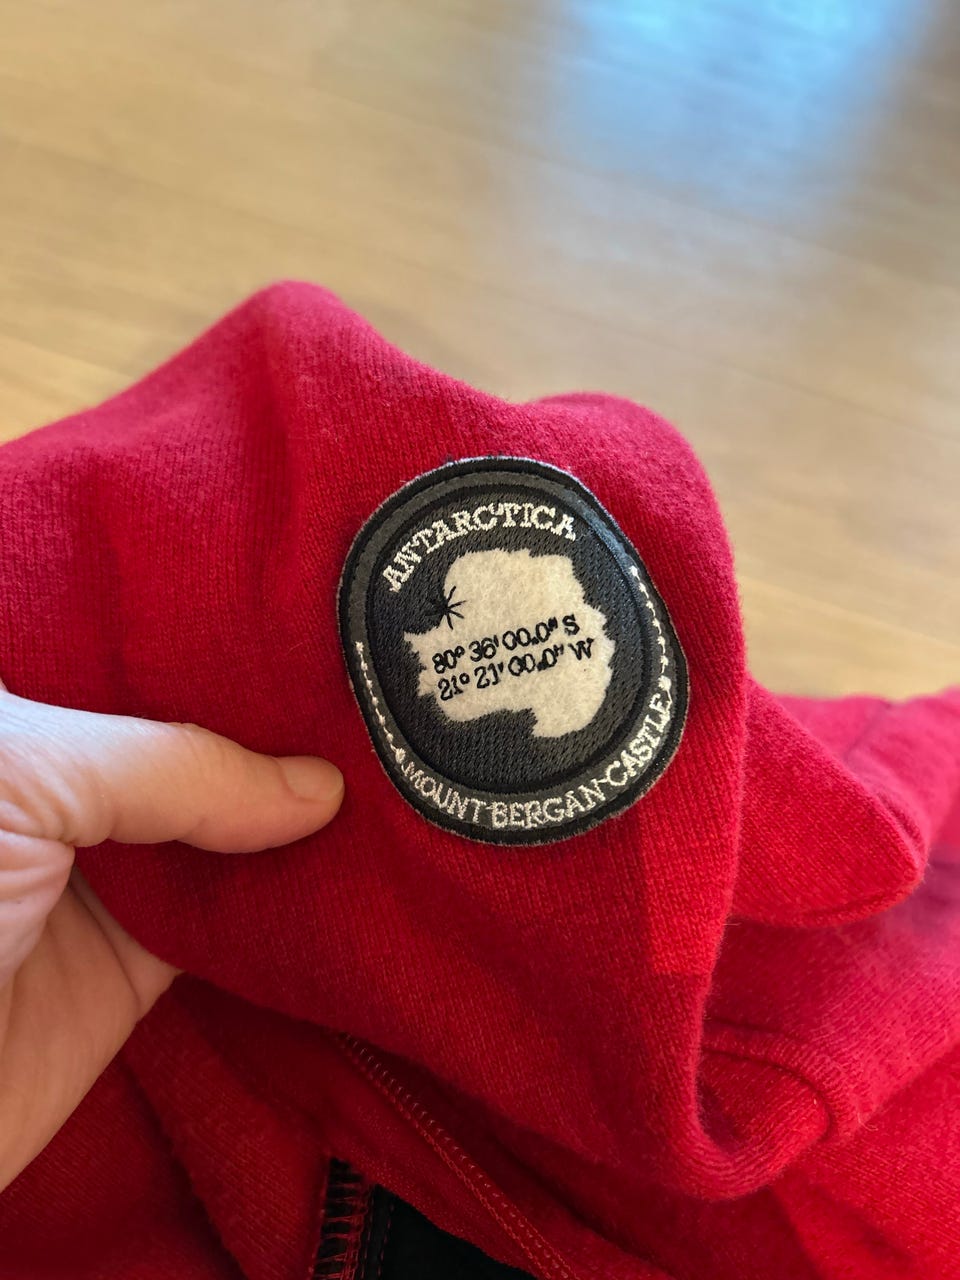 ANTARCTICA
80° 36' 00.0" S
21° 21' 00.0" W
MOUNT BERGAN CASTLE